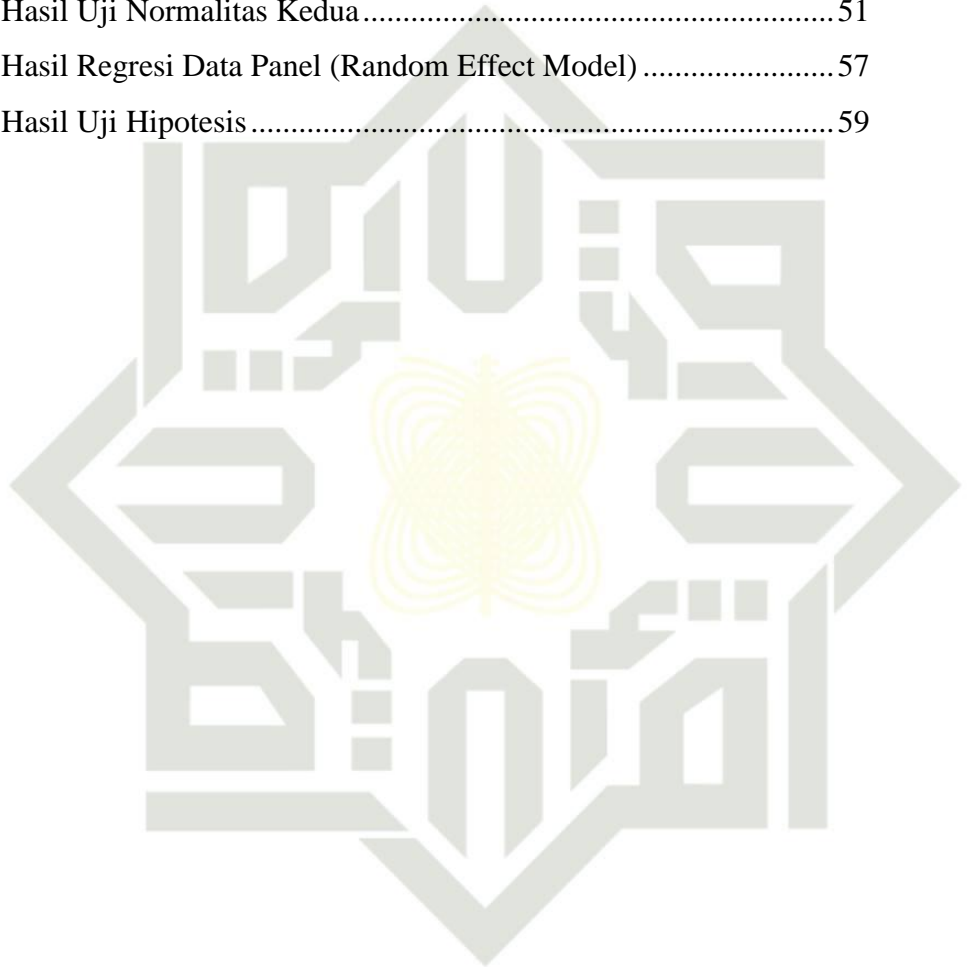 Hasil Uji Normalitas Kedua............................................................51
Hasil Regresi Data Panel (Random Effect Model) ........................57
Hasil Uji Hipotesis..........................................................................59